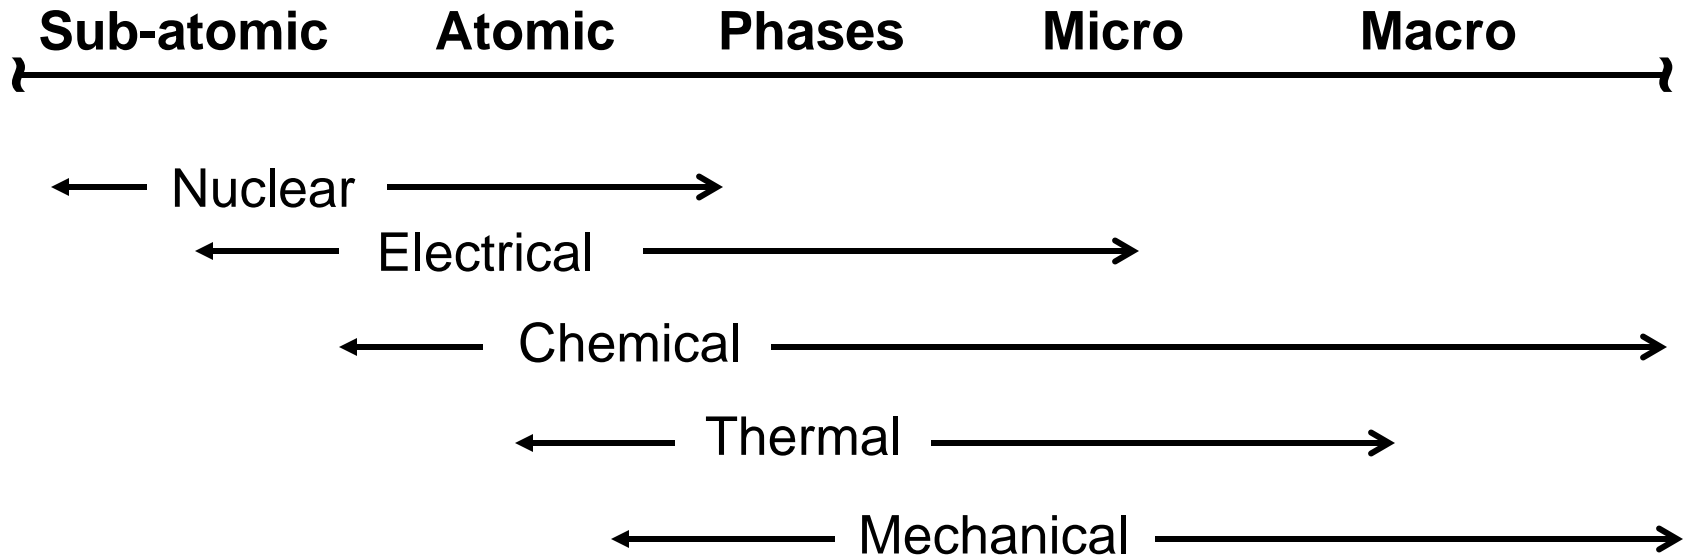 Sub-atomic Atomic Phases Micro Macro
Nuclear
Electrical
Chemical
Thermal
Mechanical